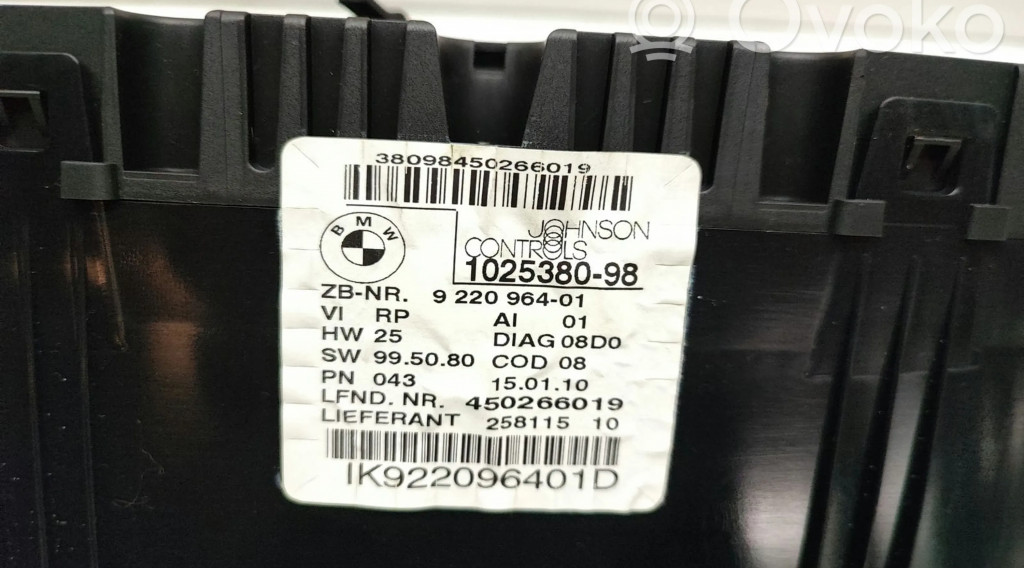 Ovoko
38098450266019
BMW
JOHNSON
CONTROLS
1025380-98
ZB-NR. 9 220 964-01
VI RP AI 01
HW 25 DIAG 08D0
SW 99.50.80 COD 08
PN 043 15.01.10
LFND. NR. 450266019
LIEFERANT 258115 10
IK922096401D